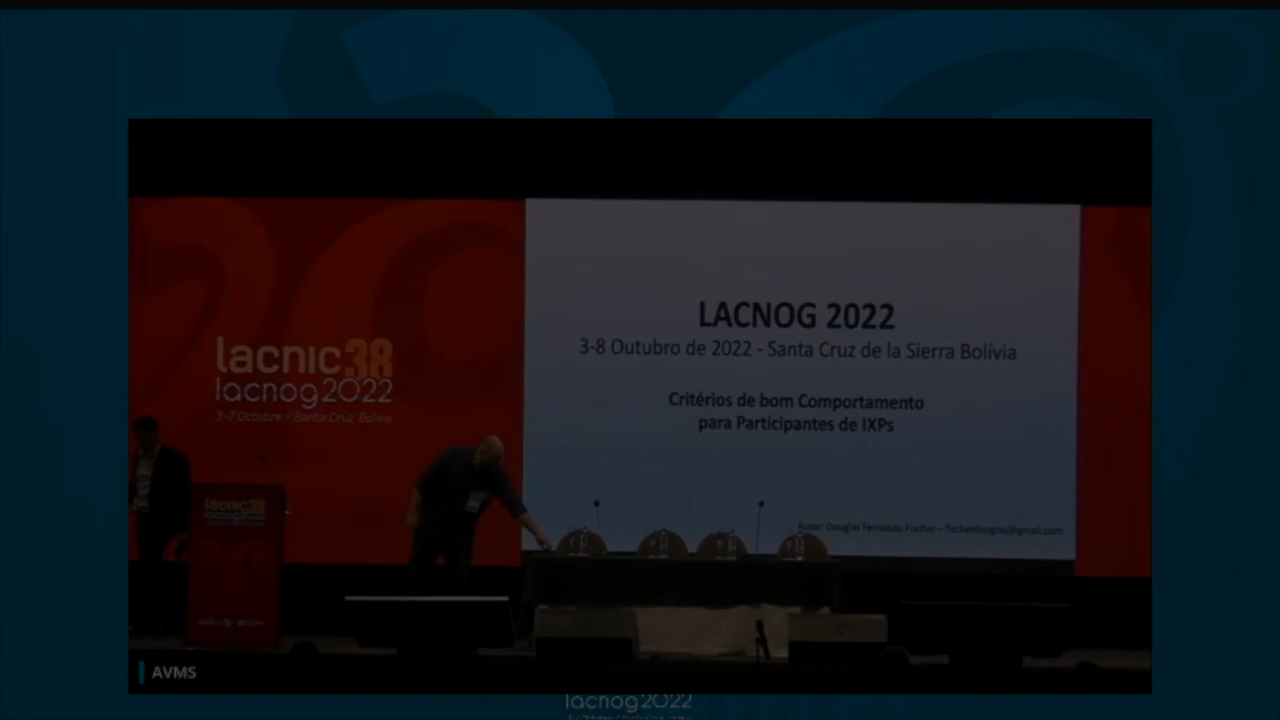 LACNOG 2022
3-8 Outubro de 2022 - Santa Cruz de la Sierra Bolívia
Critérios de bom Comportamento
para Participantes de IXPs
Autor: Douglas Fernando Fischer – fischerdouglas@gmail.com
lacnic38
lacnog2022
3-7 Octubre / Santa Cruz, Bolivia
lacnic38
lacnog2022
AVMS
lacnog2022